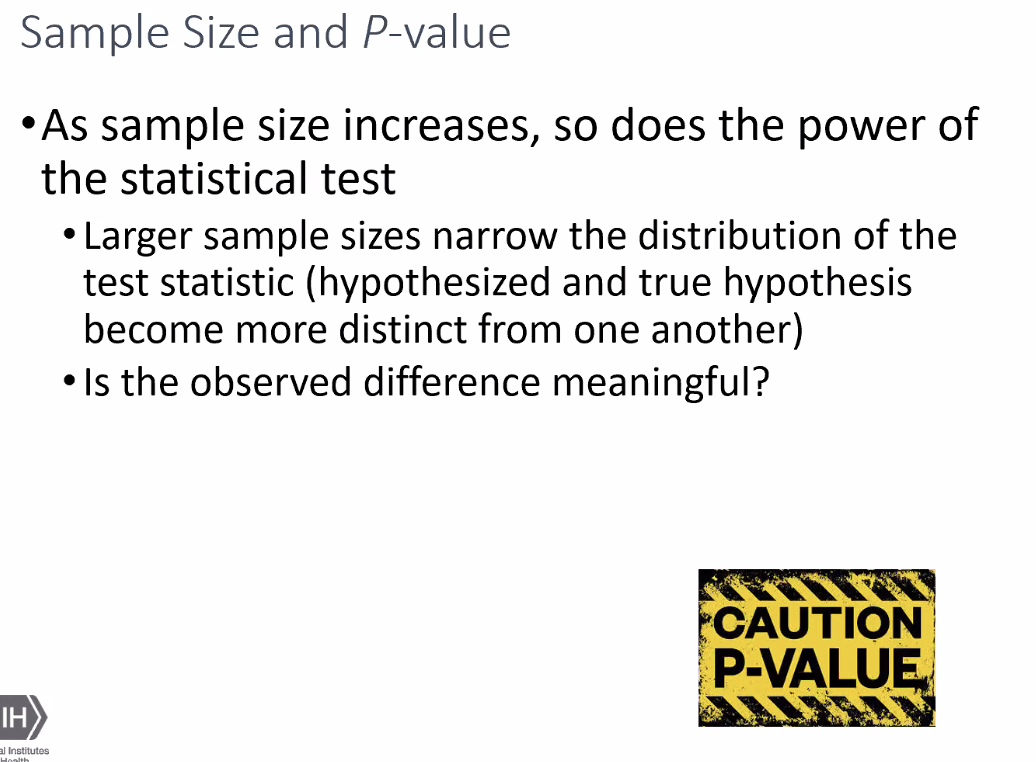 Sample Size and P-value
•As sample size increases, so does the power of
the statistical test
•Larger sample sizes narrow the distribution of the
test statistic (hypothesized and true hypothesis
become more distinct from one another)
•Is the observed difference meaningful?
CAUTION
P-VALUE
IH
al Institutes
Health